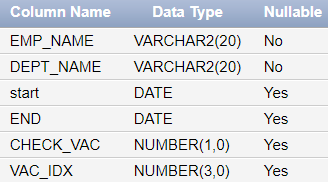 Column Name Data Type Nullable
EMP_NAME VARCHAR2(20) No
DEPT_NAME VARCHAR2(20) No
start DATE Yes
END DATE Yes
CHECK_VAC NUMBER(1,0) Yes
VAC_IDX NUMBER(3,0) Yes